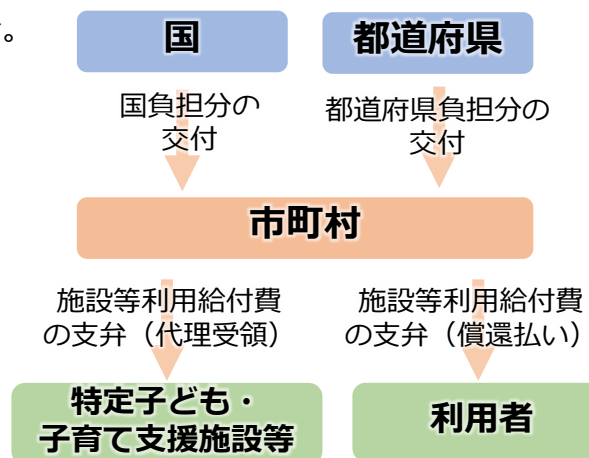 。
国
都道府県
国負担分の
交付
都道府県負担分の
交付
市町村
施設等利用給付費
の支弁（代理受領）
施設等利用給付費
の支弁（償還払い）
特定子ども・
子育て支援施設等
利用者